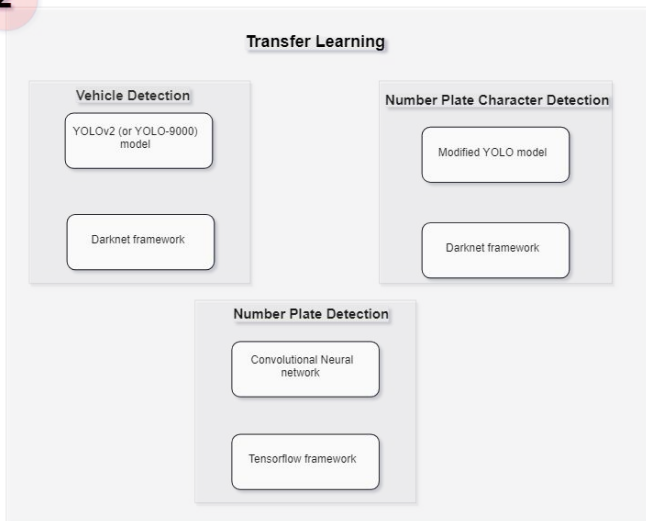 2
Transfer Learning
Vehicle Detection
YOLOv2 (or YOLO-9000)
model
Darknet framework
Number Plate Character Detection
Modified YOLO model
Darknet framework
Number Plate Detection
Convolutional Neural
network
Tensorflow framework